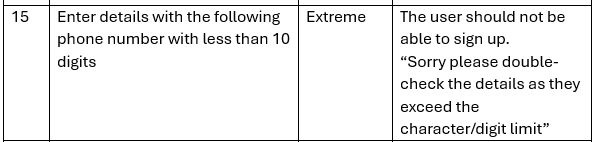 15
Enter details with the following
phone number with less than 10
digits
Extreme
The user should not be
able to sign up.
“Sorry please double-
check the details as they
exceed the
character/digit limit”